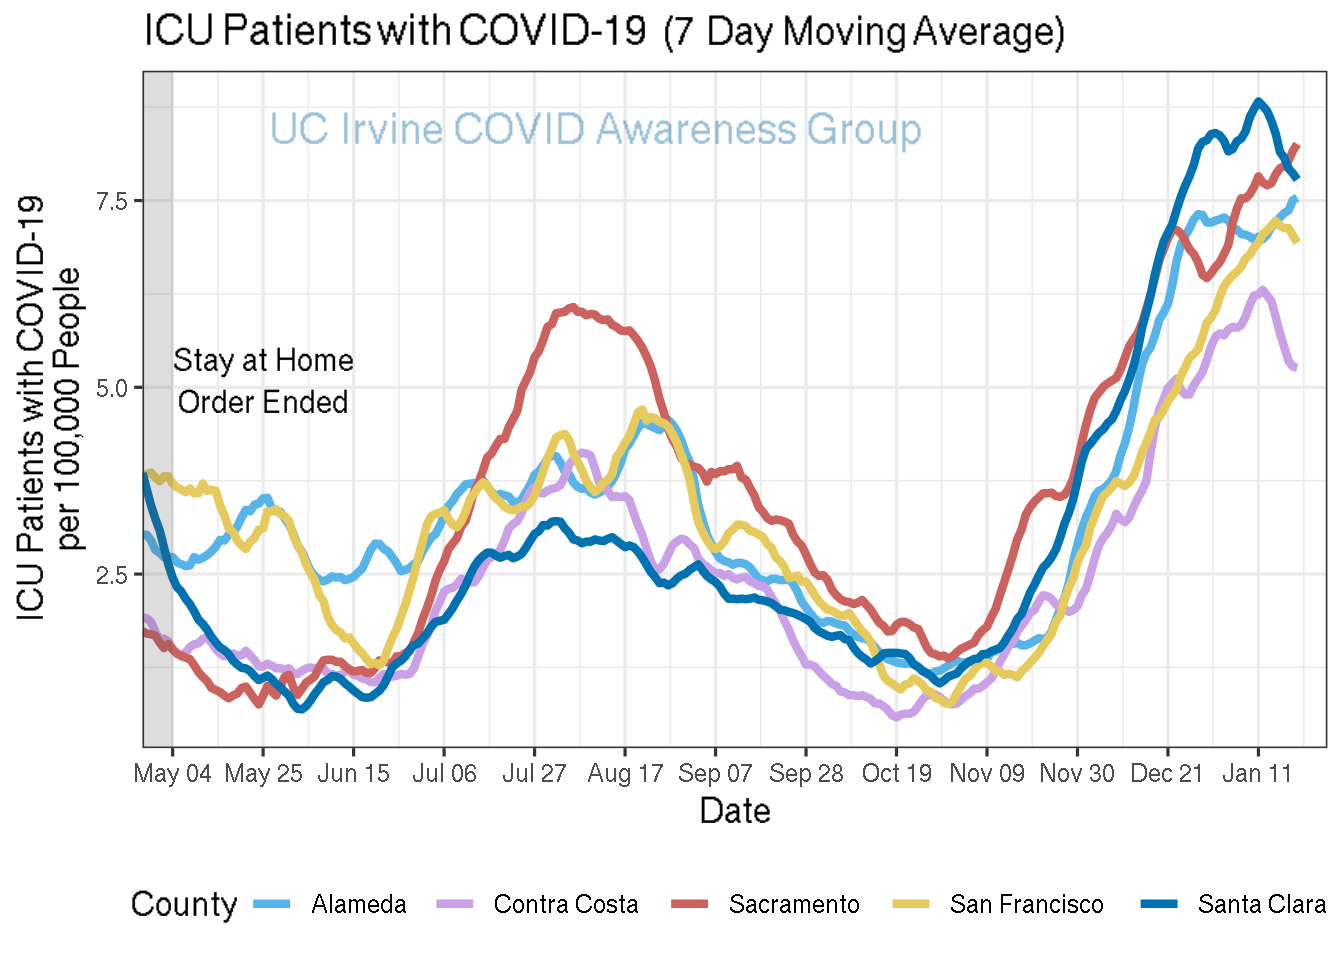 ICU Patients with COVID-19 (7 Day Moving Average)
UC Irvine COVID Awareness Group
ICU Patients with COVID-19
per 100,000 People
7.5
5.0
2.5
Stay at Home
Order Ended
May 04 May 25 Jun 15 Jul 06 Jul 27 Aug 17 Sep 07 Sep 28 Oct 19 Nov 09 Nov 30 Dec 21 Jan 11
Date
County Alameda Contra Costa Sacramento San Francisco Santa Clara